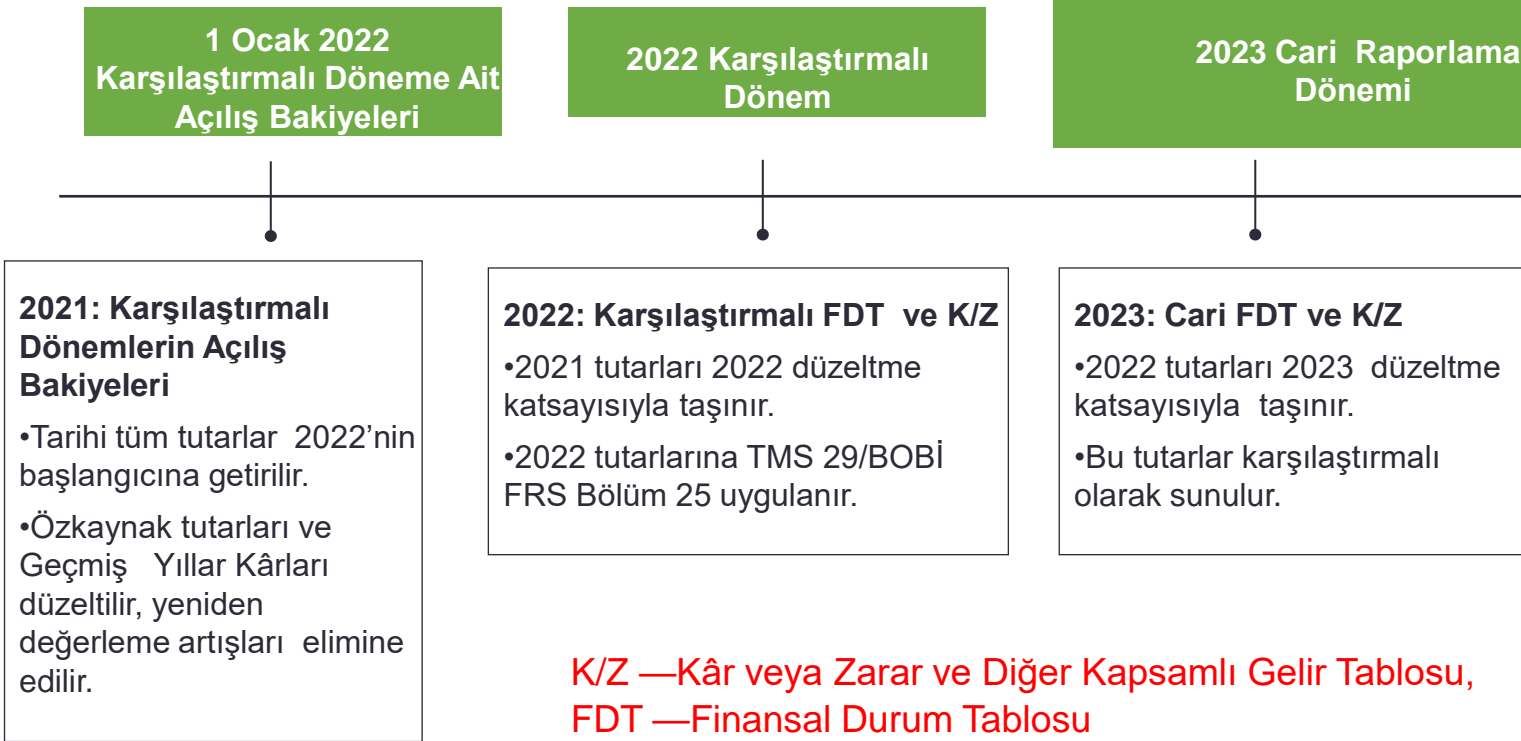 1 Ocak 2022
Karşılaştırmalı Döneme Ait
Açılış Bakiyeleri
2022 Karşılaştırmalı
Dönem
2023 Cari Raporlama
Dönemi
2021: Karşılaştırmalı
Dönemlerin Açılış
Bakiyeleri
•Tarihi tüm tutarlar 2022’nin
başlangıcına getirilir.
•Özkaynak tutarları ve
Geçmiş Yıllar Kârları
düzeltilir, yeniden
değerleme artışları elimine
edilir.
2022: Karşılaştırmalı FDT ve K/Z
•2021 tutarları 2022 düzeltme
katsayısıyla taşınır.
•2022 tutarlarına TMS 29/BOBİ
FRS Bölüm 25 uygulanır.
2023: Cari FDT ve K/Z
•2022 tutarları 2023 düzeltme
katsayısıyla taşınır.
•Bu tutarlar karşılaştırmalı
olarak sunulur.
K/Z —Kâr veya Zarar ve Diğer Kapsamlı Gelir Tablosu,
FDT —Finansal Durum Tablosu